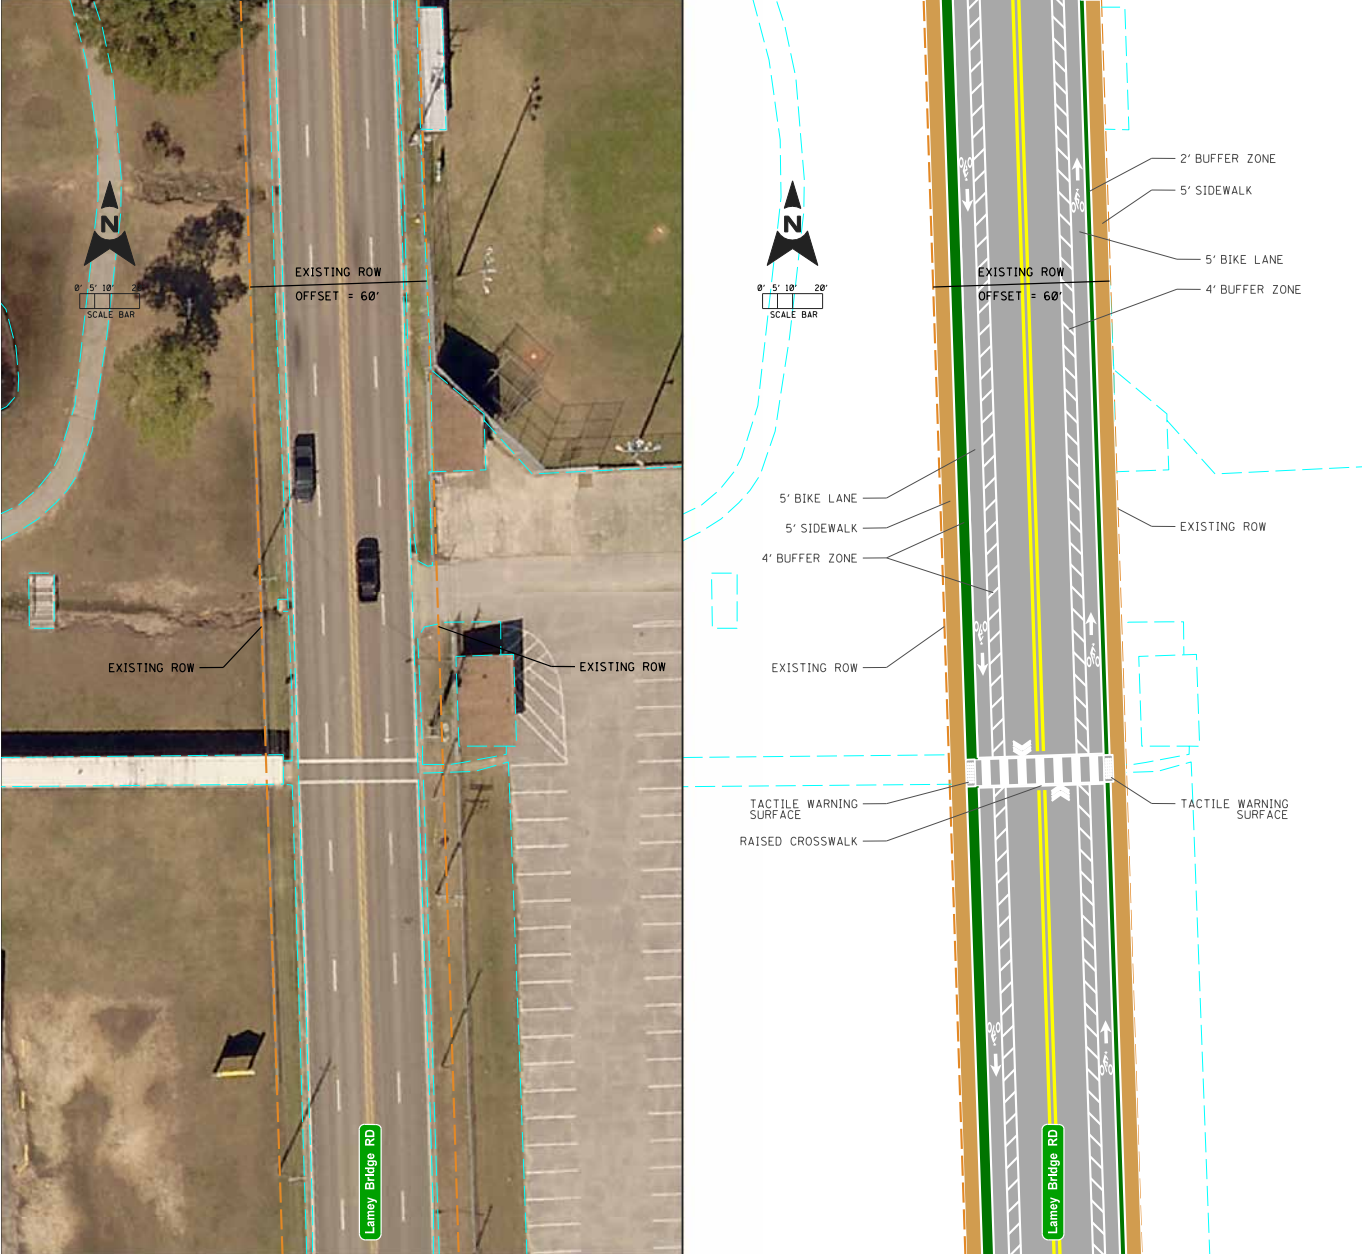 N
0' 5' 10' 2
SCALE BAR
EXISTING ROW
OFFSET = 60'
EXISTING ROW
EXISTING ROW
Lamey Bridge RD
N
0' 5' 10' 20'
SCALE BAR
EXISTING ROW
OFFSET = 60'
2' BUFFER ZONE
5' SIDEWALK
5' BIKE LANE
4' BUFFER ZONE
5' BIKE LANE
5' SIDEWALK
4' BUFFER ZONE
EXISTING ROW
EXISTING ROW
TACTILE WARNING
SURFACE
RAISED CROSSWALK
TACTILE WARNING
SURFACE
Lamey Bridge RD